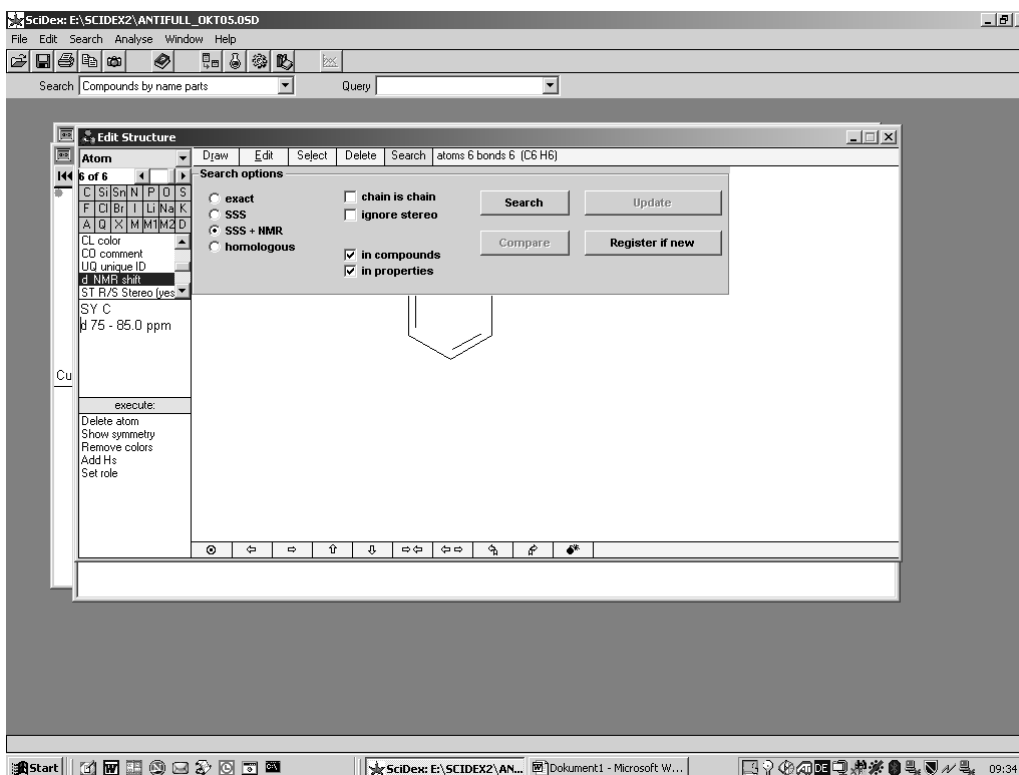 SciDex: E:\SCIDEX2\ANTIFULL_OKT05.0SD
File Edit Search Analyse Window Help
Search Compounds by name parts Query
Edit Structure
Atom Draw Edit Select Delete Search atoms 6 bonds 6 (C6 H6)
6 of 6
Search options
C Si Sn N P O S
F Cl Br I Li Na K
A Q X M M1 M2 D
exact
SSS
SSS + NMR
homologous
chain is chain
ignore stereo
in compounds
in properties
Search Update
Compare Register if new
CL color
CO comment
UQ unique ID
d NMR shift
ST R/S Stereo (yes
SY C
d 75 - 85.0 ppm
Cu
execute:
Delete atom
Show symmetry
Remove colors
Add Hs
Set role
Start SciDex: E:\SCIDEX2\AN... Dokument1 - Microsoft W... DE 09:34